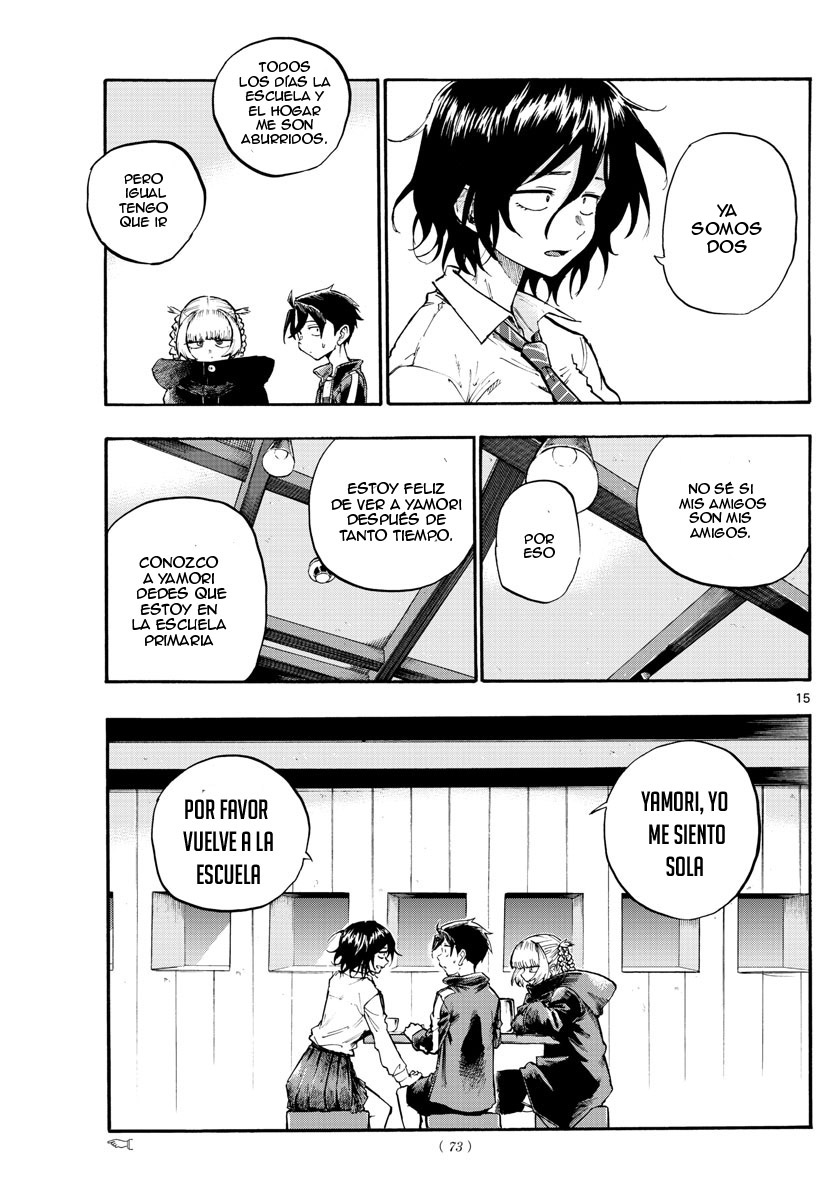 YA
SOMOS
DOS
TODOS
LOS DÍAS LA
ESCUELA Y
EL HOGAR
ME SON
ABURRIDOS.
PERO
IGUAL
TENGO
QUE IR
NO SÉ SI
MIS AMIGOS
SON MIS
AMIGOS.
POR
ESO
ESTOY FELIZ
DE VER A YAMORI
DESPUÉS DE
TANTO TIEMPO.
CONOZCO
A YAMORI
DEDES QUE
ESTOY EN
LA ESCUELA
PRIMARIA
15
YAMORI, YO
ME SIENTO
SOLA
POR FAVOR
VUELVE A LA
ESCUELA
( 73 )